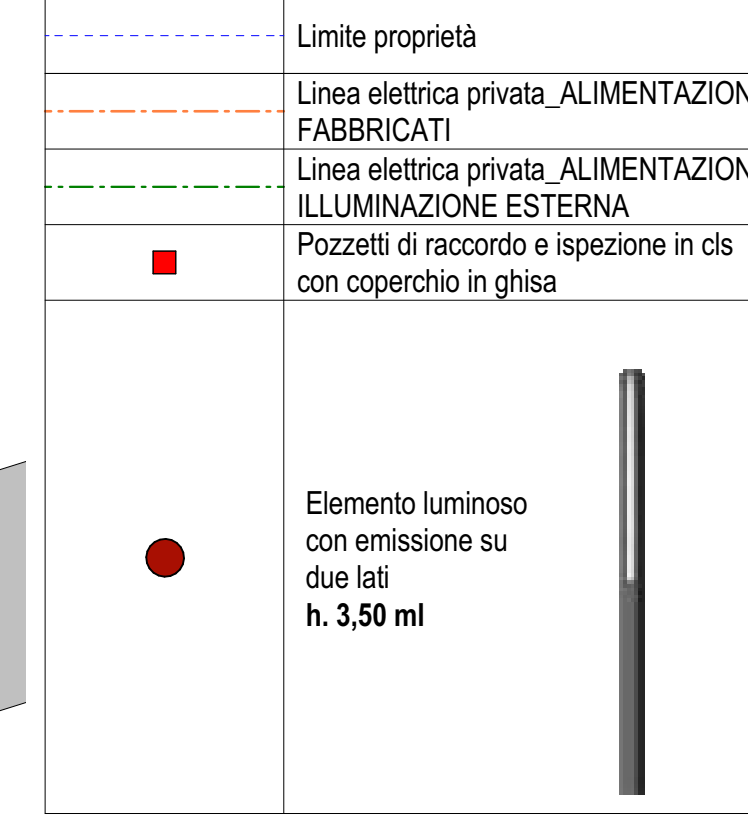 Limite proprietà
Linea elettrica privata_ALIMENTAZION
FABBRICATI
Linea elettrica privata_ALIMENTAZION
ILLUMINAZIONE ESTERNA
Pozzetti di raccordo e ispezione in cls
con coperchio in ghisa
Elemento luminoso
con emissione su
due lati
h. 3,50 ml